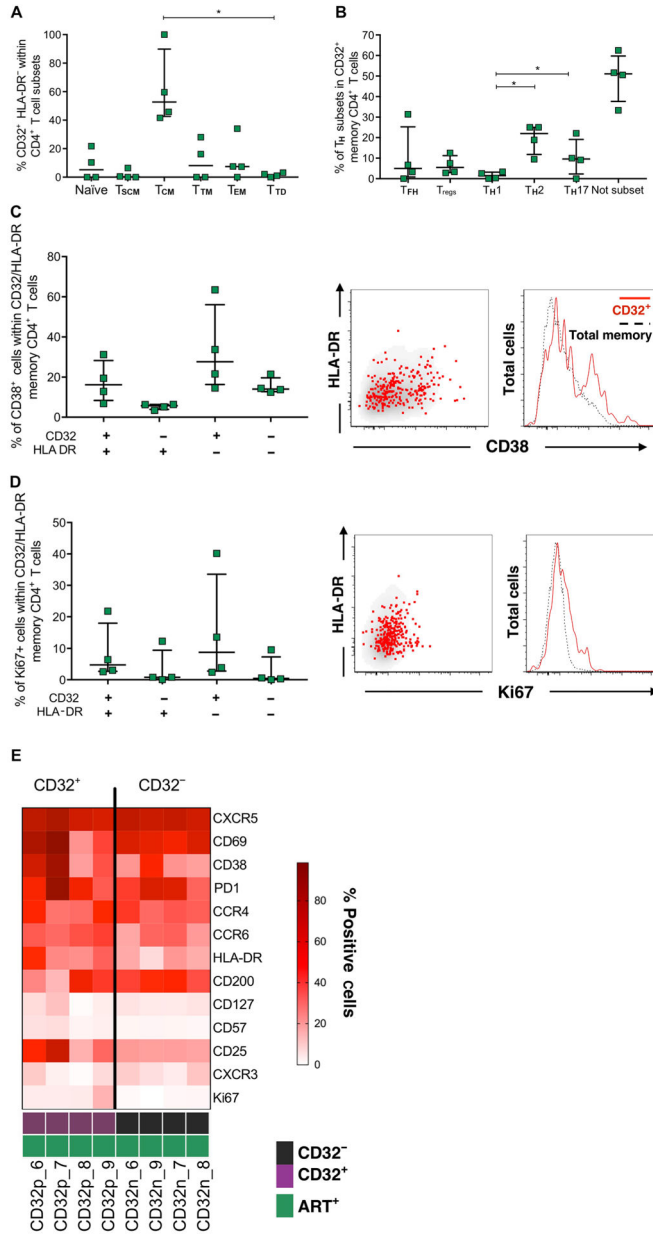 A
% CD32⁺ HLA-DR⁻ within
CD4⁺ T cell subsets
100
80
60
40
20
0
*
Naïve TSCM TCM TTM TEM TTD
B
% of TH subsets in CD32⁺
memory CD4⁺ T cells
70
60
50
40
30
20
10
0
*
*
TFH Tregs TH1 TH2 TH17 Not subset
C
% of CD38⁺ cells within CD32/HLA-DR
memory CD4⁺ T cells
80
60
40
20
0
CD32 + − + −
HLA DR + + − −
HLA-DR
Total cells
CD32⁺
Total memory
CD38
D
% of Ki67+ cells within CD32/HLA-DR
memory CD4⁺ T cells
50
40
30
20
10
0
CD32 + − + −
HLA-DR + + − −
HLA-DR
Total cells
Ki67
E
CD32⁺ CD32⁻
CXCR5
CD69
CD38
PD1
CCR4
CCR6
HLA-DR
CD200
CD127
CD57
CD25
CXCR3
Ki67
80
60
40
20
0
% Positive cells
CD32p_6
CD32p_7
CD32p_8
CD32p_9
CD32n_6
CD32n_9
CD32n_7
CD32n_8
CD32⁻
CD32⁺
ART⁺